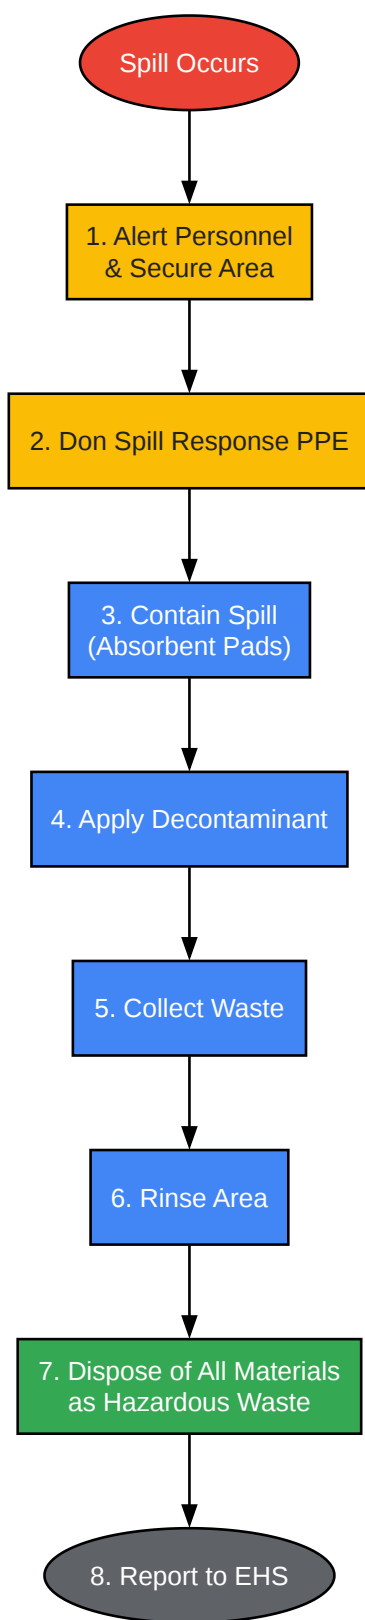 Spill Occurs
1. Alert Personnel
& Secure Area
2. Don Spill Response PPE
3. Contain Spill
(Absorbent Pads)
4. Apply Decontaminant
5. Collect Waste
6. Rinse Area
7. Dispose of All Materials
as Hazardous Waste
8. Report to EHS